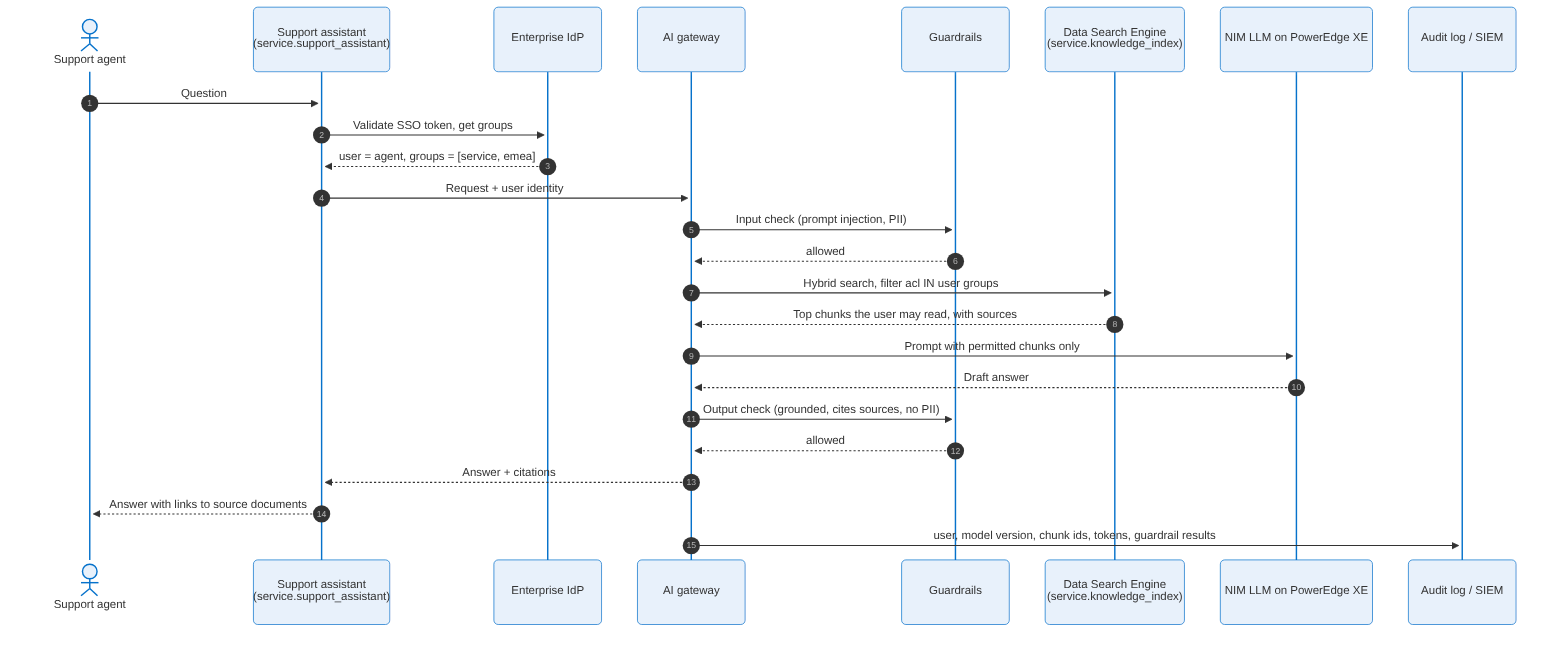 Support agent
Support assistant
(service.support_assistant)
Enterprise IdP
AI gateway
Guardrails
Data Search Engine
(service.knowledge_index)
NIM LLM on PowerEdge XE
Audit log / SIEM
1
Question
2
Validate SSO token, get groups
user = agent, groups = [service, emea]
3
4
Request + user identity
5
Input check (prompt injection, PII)
allowed
6
7
Hybrid search, filter acl IN user groups
Top chunks the user may read, with sources
8
9
Prompt with permitted chunks only
Draft answer
10
11
Output check (grounded, cites sources, no PII)
allowed
12
Answer + citations
13
Answer with links to source documents
14
15
user, model version, chunk ids, tokens, guardrail results
Support agent
Support assistant
(service.support_assistant)
Enterprise IdP
AI gateway
Guardrails
Data Search Engine
(service.knowledge_index)
NIM LLM on PowerEdge XE
Audit log / SIEM